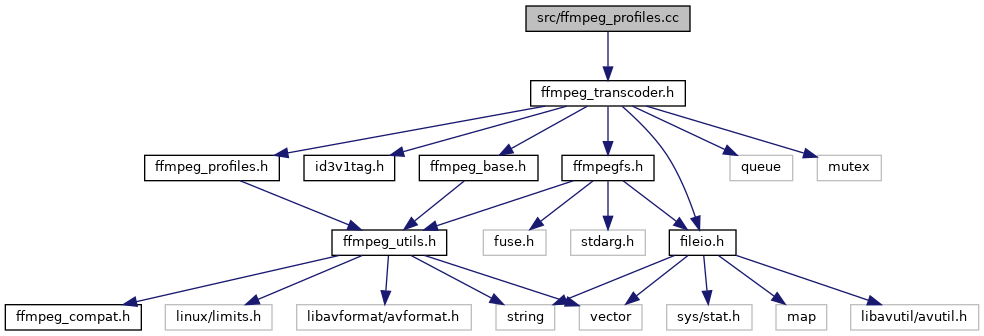 src/ffmpeg_profiles.cc
ffmpeg_transcoder.h
ffmpeg_profiles.h
id3v1tag.h
ffmpeg_base.h
ffmpegfs.h
queue
mutex
ffmpeg_utils.h
fuse.h
stdarg.h
fileio.h
ffmpeg_compat.h
linux/limits.h
libavformat/avformat.h
string
vector
sys/stat.h
map
libavutil/avutil.h